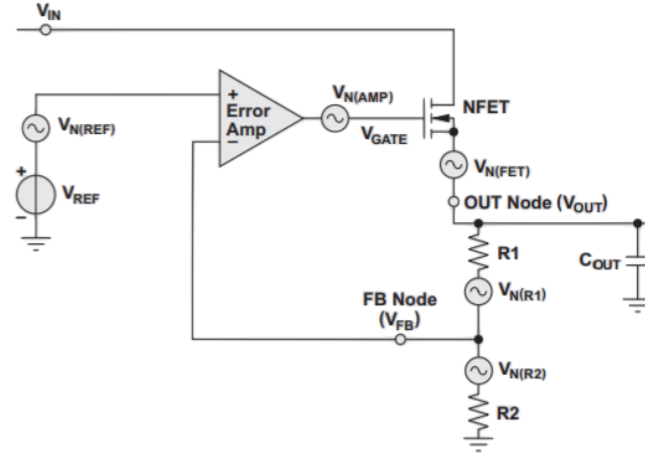 VIN
+
Error
Amp
−
VN(AMP)
VGATE
NFET
VN(REF)
VN(FET)
+
VREF
−
OUT Node (VOUT)
R1
COUT
VN(R1)
FB Node
(VFB)
VN(R2)
R2